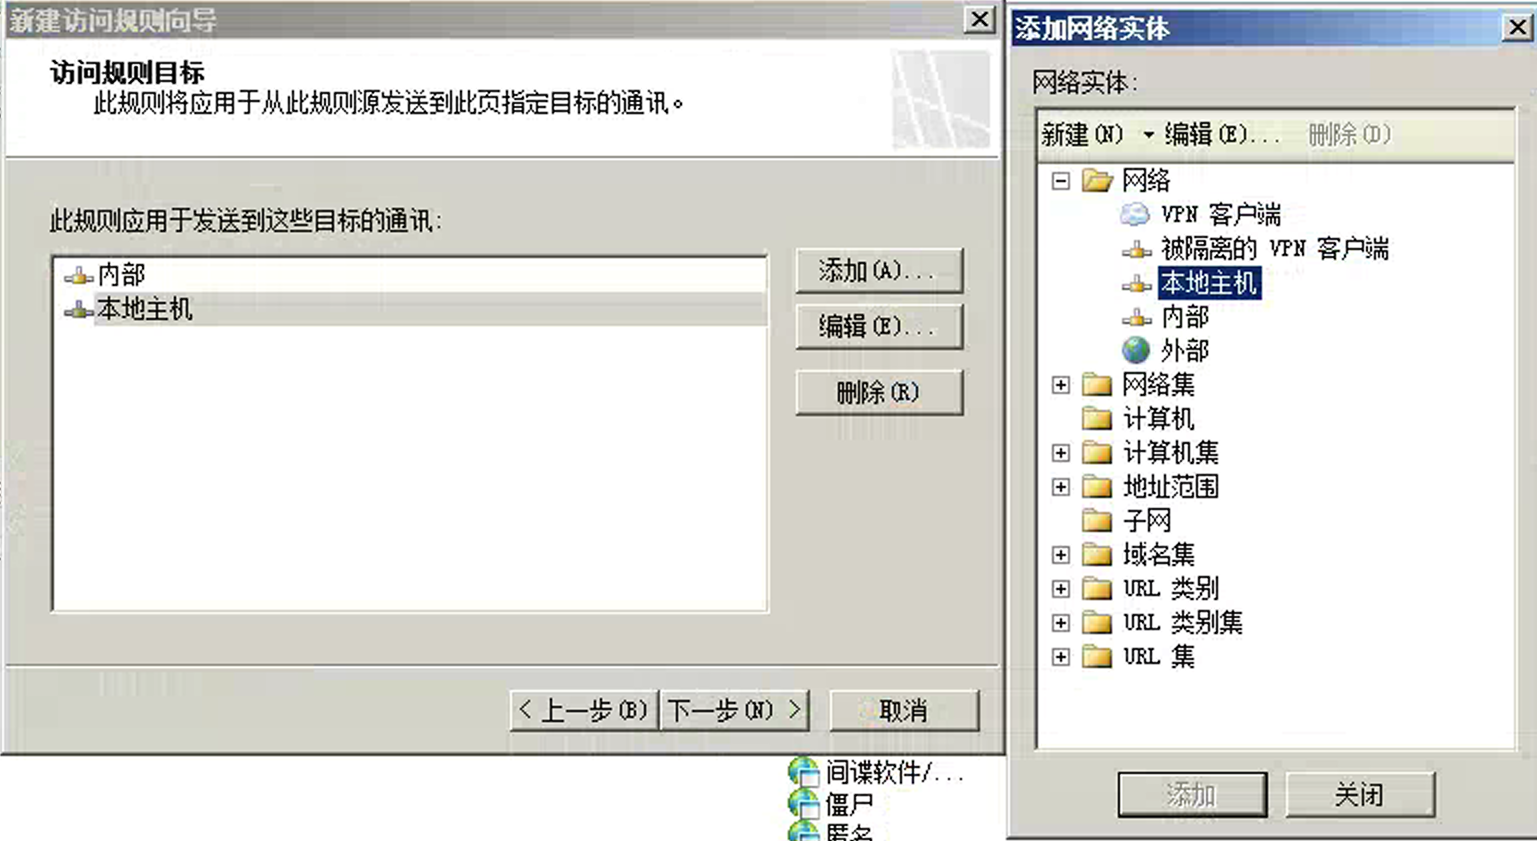 新建访问规则向导
访问规则目标
此规则将应用于从此规则源发送到此页指定目标的通讯。
此规则应用于发送到这些目标的通讯:
内部
本地主机
添加(A)...
编辑(E)...
删除(R)
< 上一步(B)
下一步(N) >
取消
间谍软件/...
僵尸
匿名
添加网络实体
网络实体:
新建(N)
编辑(E)...
删除(D)
网络
VPN 客户端
被隔离的 VPN 客户端
本地主机
内部
外部
网络集
计算机
计算机集
地址范围
子网
域名集
URL 类别
URL 类别集
URL 集
添加
关闭